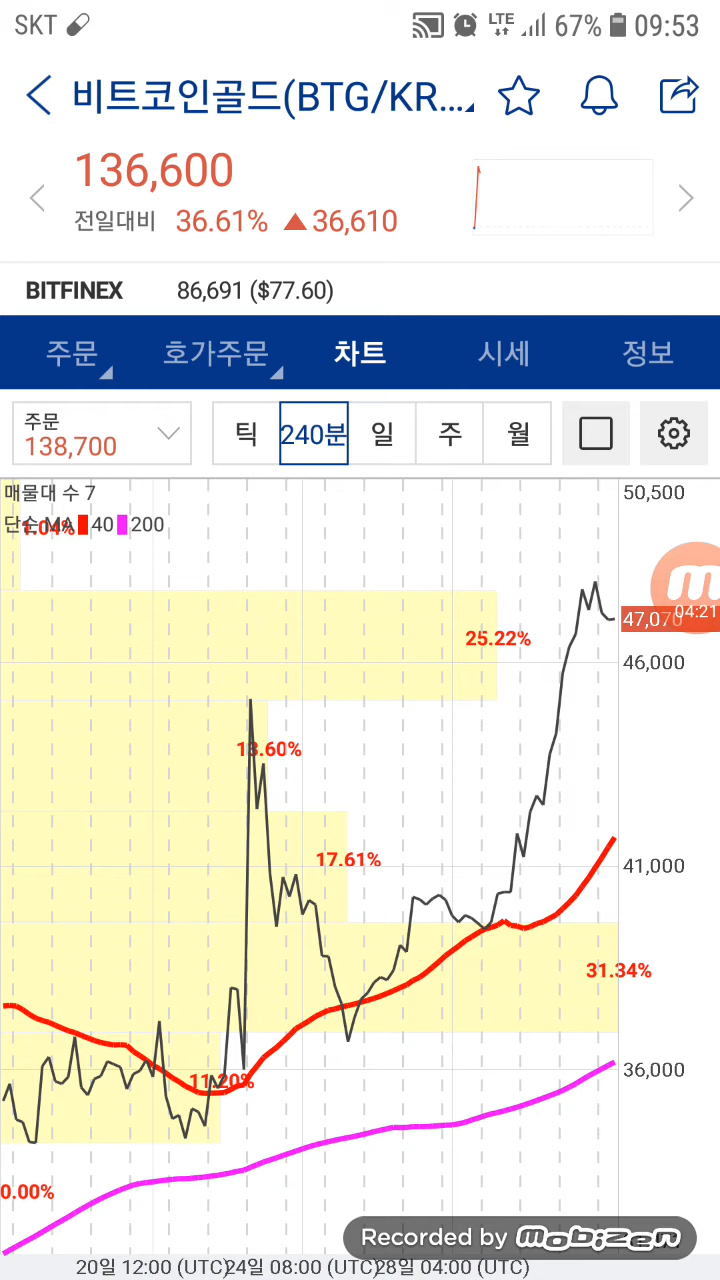 SKT LTE 67% 09:53
비트코인골드(BTG/KR...
136,600
전일대비 36.61% ▲36,610
BITFINEX 86,691 ($77.60)
주문 호가주문 차트 시세 정보
주문
138,700
틱 240분 일 주 월
매물대 수 7
단순 MA 40 200
1.04%
50,500
04:21
47,070
25.22%
46,000
13.60%
17.61%
41,000
31.34%
36,000
11.20%
0.00%
Recorded by mobizen
20일 12:00 (UTC) 24일 08:00 (UTC) 28일 04:00 (UTC)